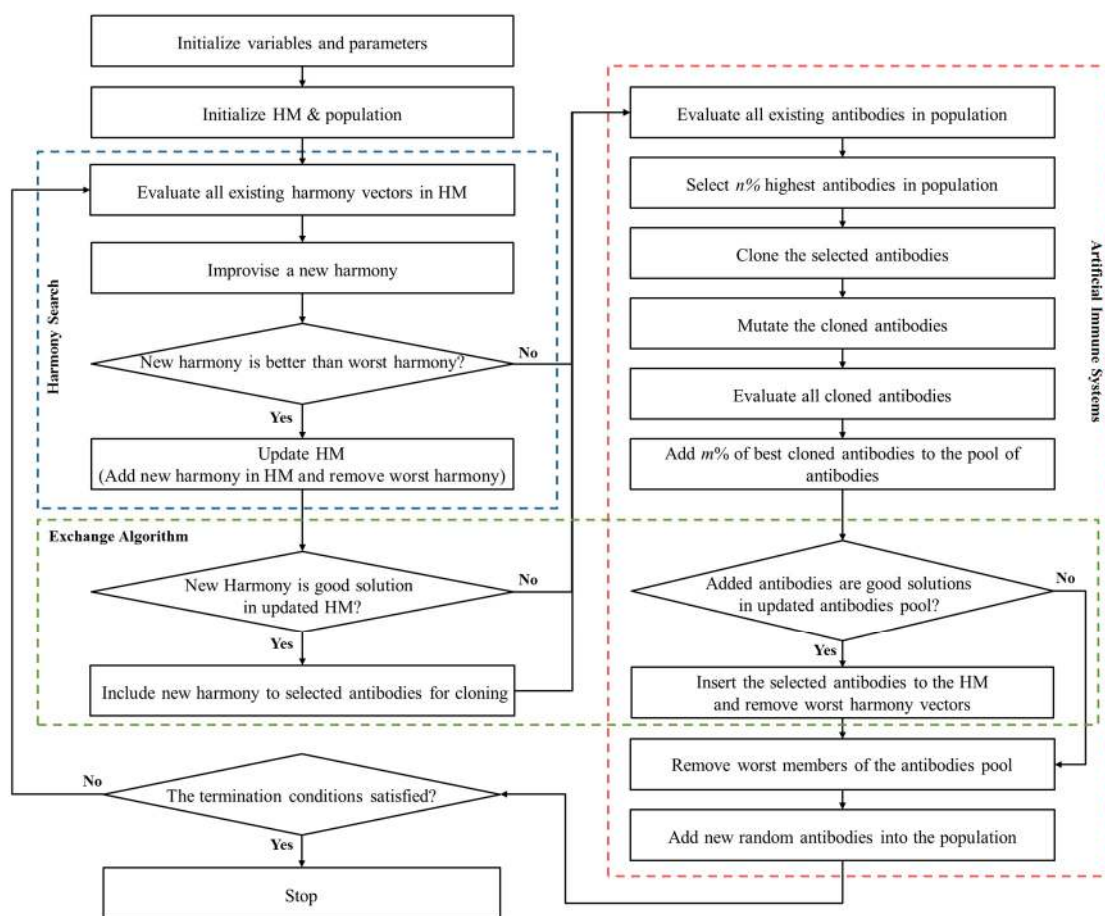 Initialize variables and parameters
Initialize HM & population
Harmony Search
Evaluate all existing harmony vectors in HM
Improvise a new harmony
New harmony is better than worst harmony?
No
Yes
Update HM
(Add new harmony in HM and remove worst harmony)
Exchange Algorithm
New Harmony is good solution
in updated HM?
No
Yes
Include new harmony to selected antibodies for cloning
Artificial Immune
Systems
Evaluate all existing antibodies in population
Select n% highest antibodies in population
Clone the selected antibodies
Mutate the cloned antibodies
Evaluate all cloned antibodies
Add m% of best cloned antibodies to the pool of
antibodies
Added antibodies are good solutions
in updated antibodies pool?
No
Yes
Insert the selected antibodies to the HM
and remove worst harmony vectors
Remove worst members of the antibodies pool
Add new random antibodies into the population
No
The termination conditions satisfied?
Yes
Stop